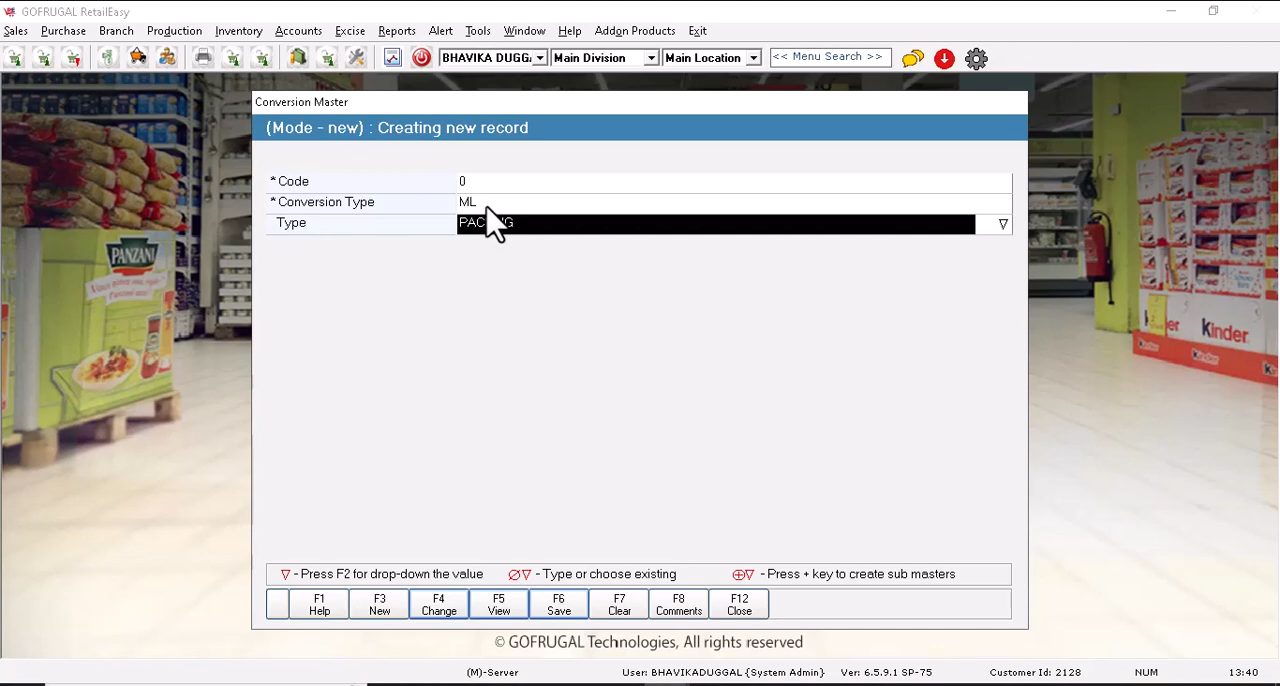 GOFRUGAL RetailEasy
Sales Purchase Branch Production Inventory Accounts Excise Reports Alert Tools Window Help Addon Products Exit
BHAVIKA DUGGA Main Division Main Location << Menu Search >>
Conversion Master
(Mode - new) : Creating new record
* Code 0
* Conversion Type ML
Type
PANZANI
Kinder
- Press F2 for drop-down the value - Type or choose existing - Press + key to create sub masters
F1 Help F3 New F4 Change F5 View F6 Save F7 Clear F8 Comments F12 Close
© GOFRUGAL Technologies, All rights reserved
(M)-Server User: BHAVIKADUGGAL {System Admin} Ver: 6.5.9.1 SP-75 Customer Id: 2128 NUM 13:40